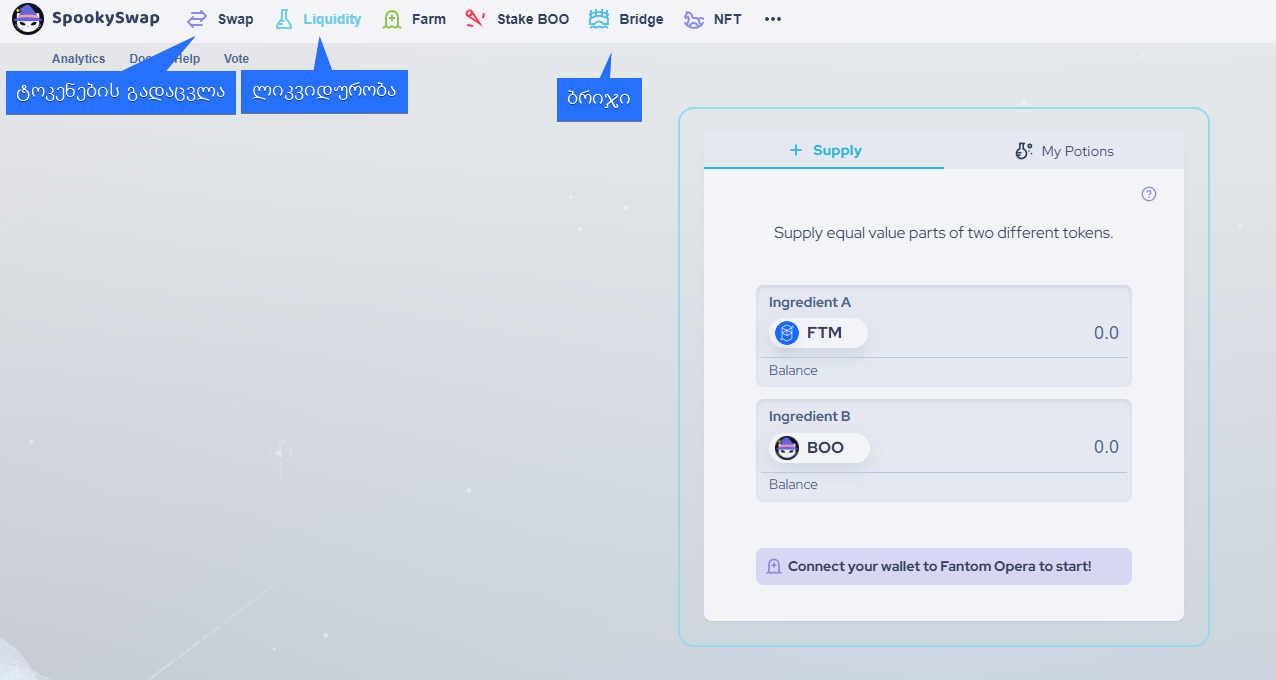 SpookySwap Swap Liquidity Farm Stake BOO Bridge NFT
Analytics Help Vote
ტოკენების გადაცვლა ლიკვიდურობა ბრიჯი
Supply My Potions
Supply equal value parts of two different tokens.
Ingredient A
FTM 0.0
Balance
Ingredient B
BOO 0.0
Balance
Connect your wallet to Fantom Opera to start!